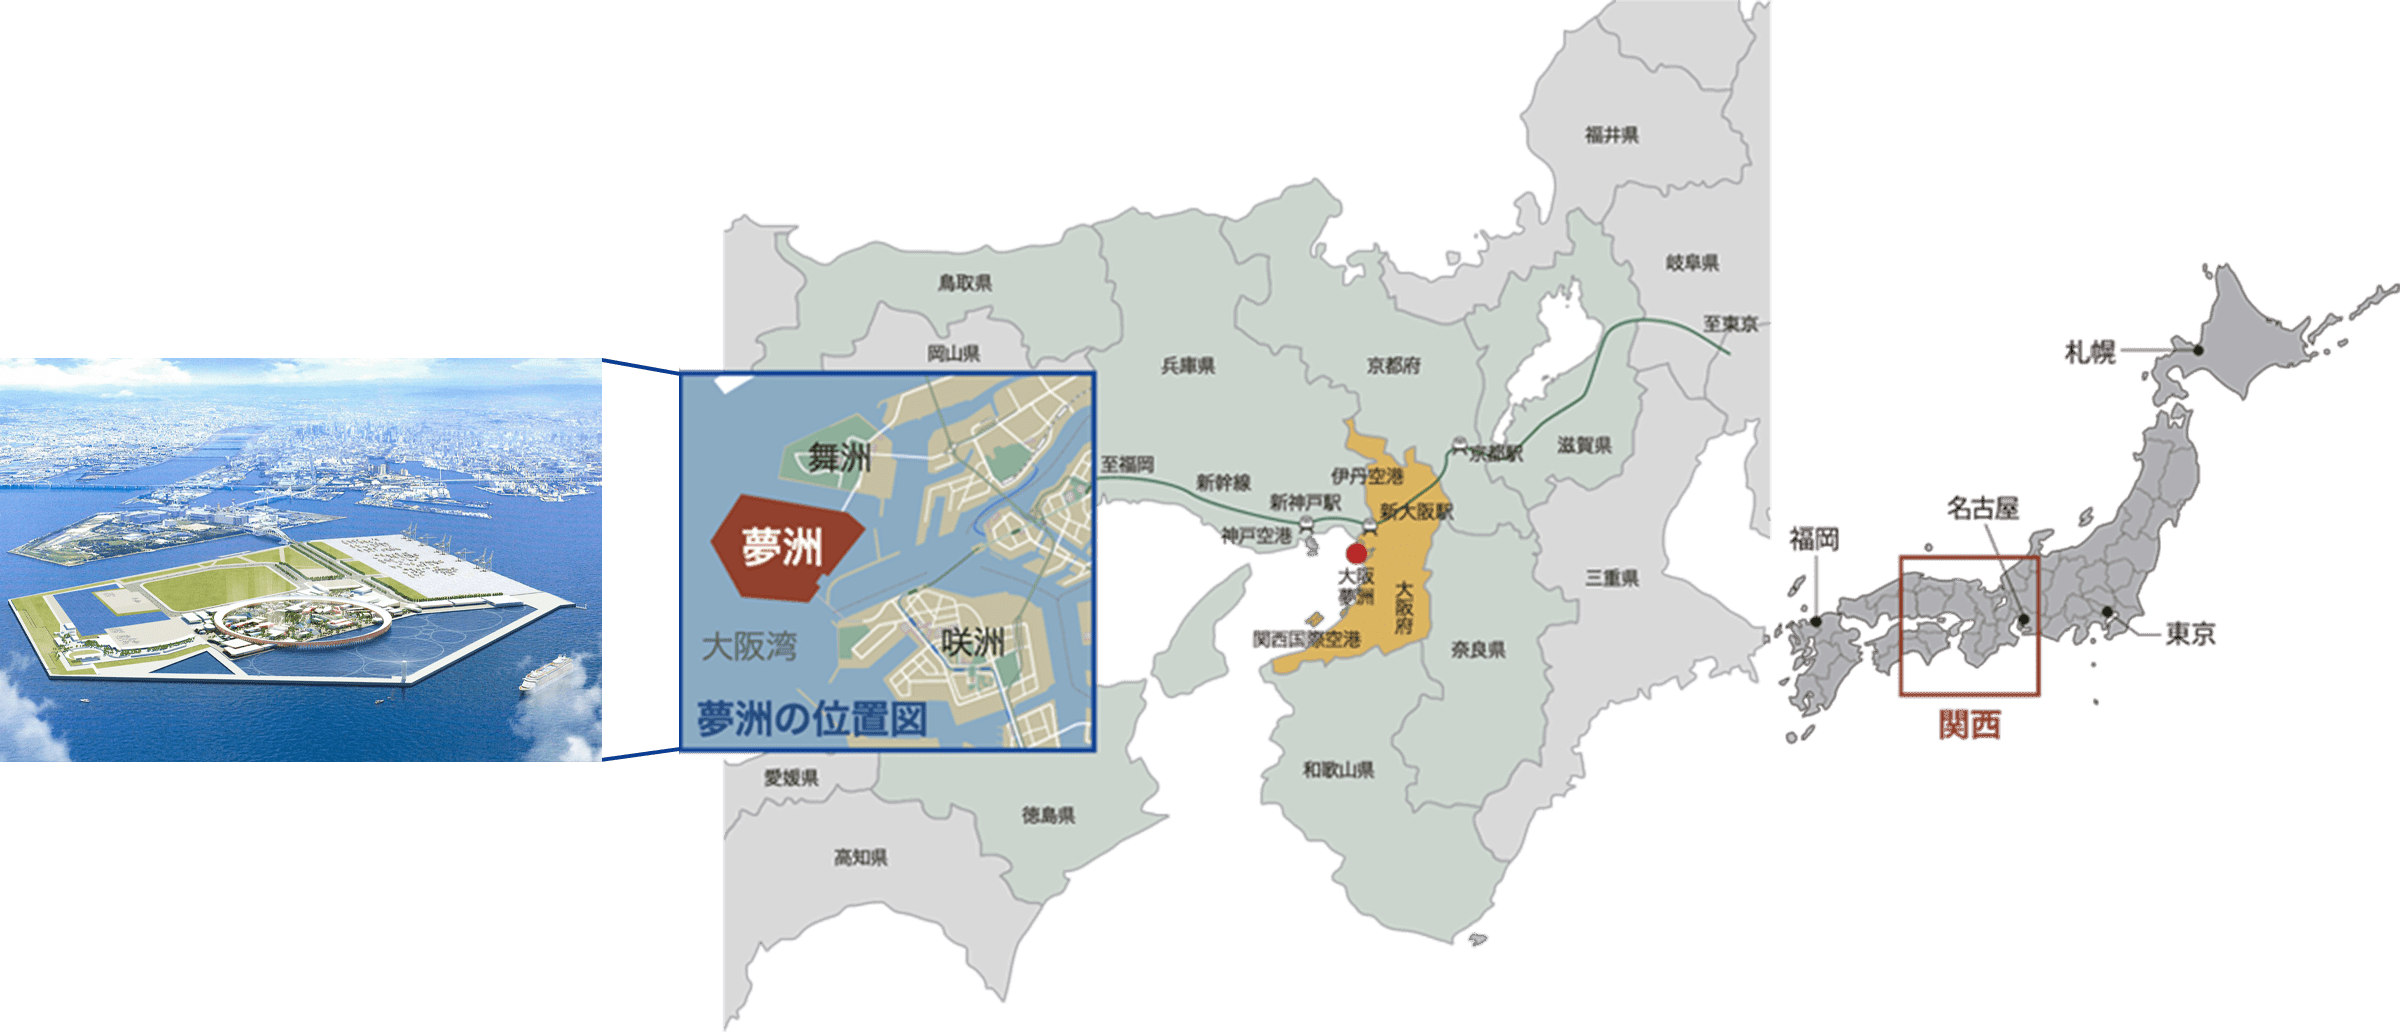 舞洲
夢洲
大阪湾
咲洲
夢洲の位置図
福井県
岐阜県
至東京
鳥取県
岡山県
兵庫県
京都府
滋賀県
京都駅
至福岡
新幹線
伊丹空港
新神戸駅
新大阪駅
神戸空港
大阪
夢洲
大阪府
三重県
関西国際空港
奈良県
和歌山県
愛媛県
徳島県
高知県
札幌
名古屋
福岡
東京
関西